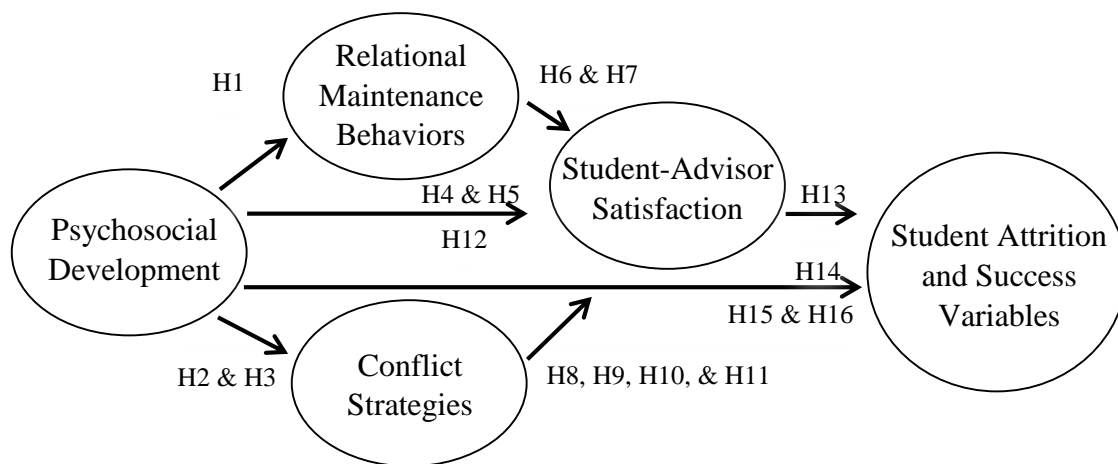 H1
Relational
Maintenance
Behaviors
H6 & H7
Student-Advisor
Satisfaction
H4 & H5
H12
H13
Psychosocial
Development
Student Attrition
and Success
Variables
H14
H15 & H16
H2 & H3
Conflict
Strategies
H8, H9, H10, & H11